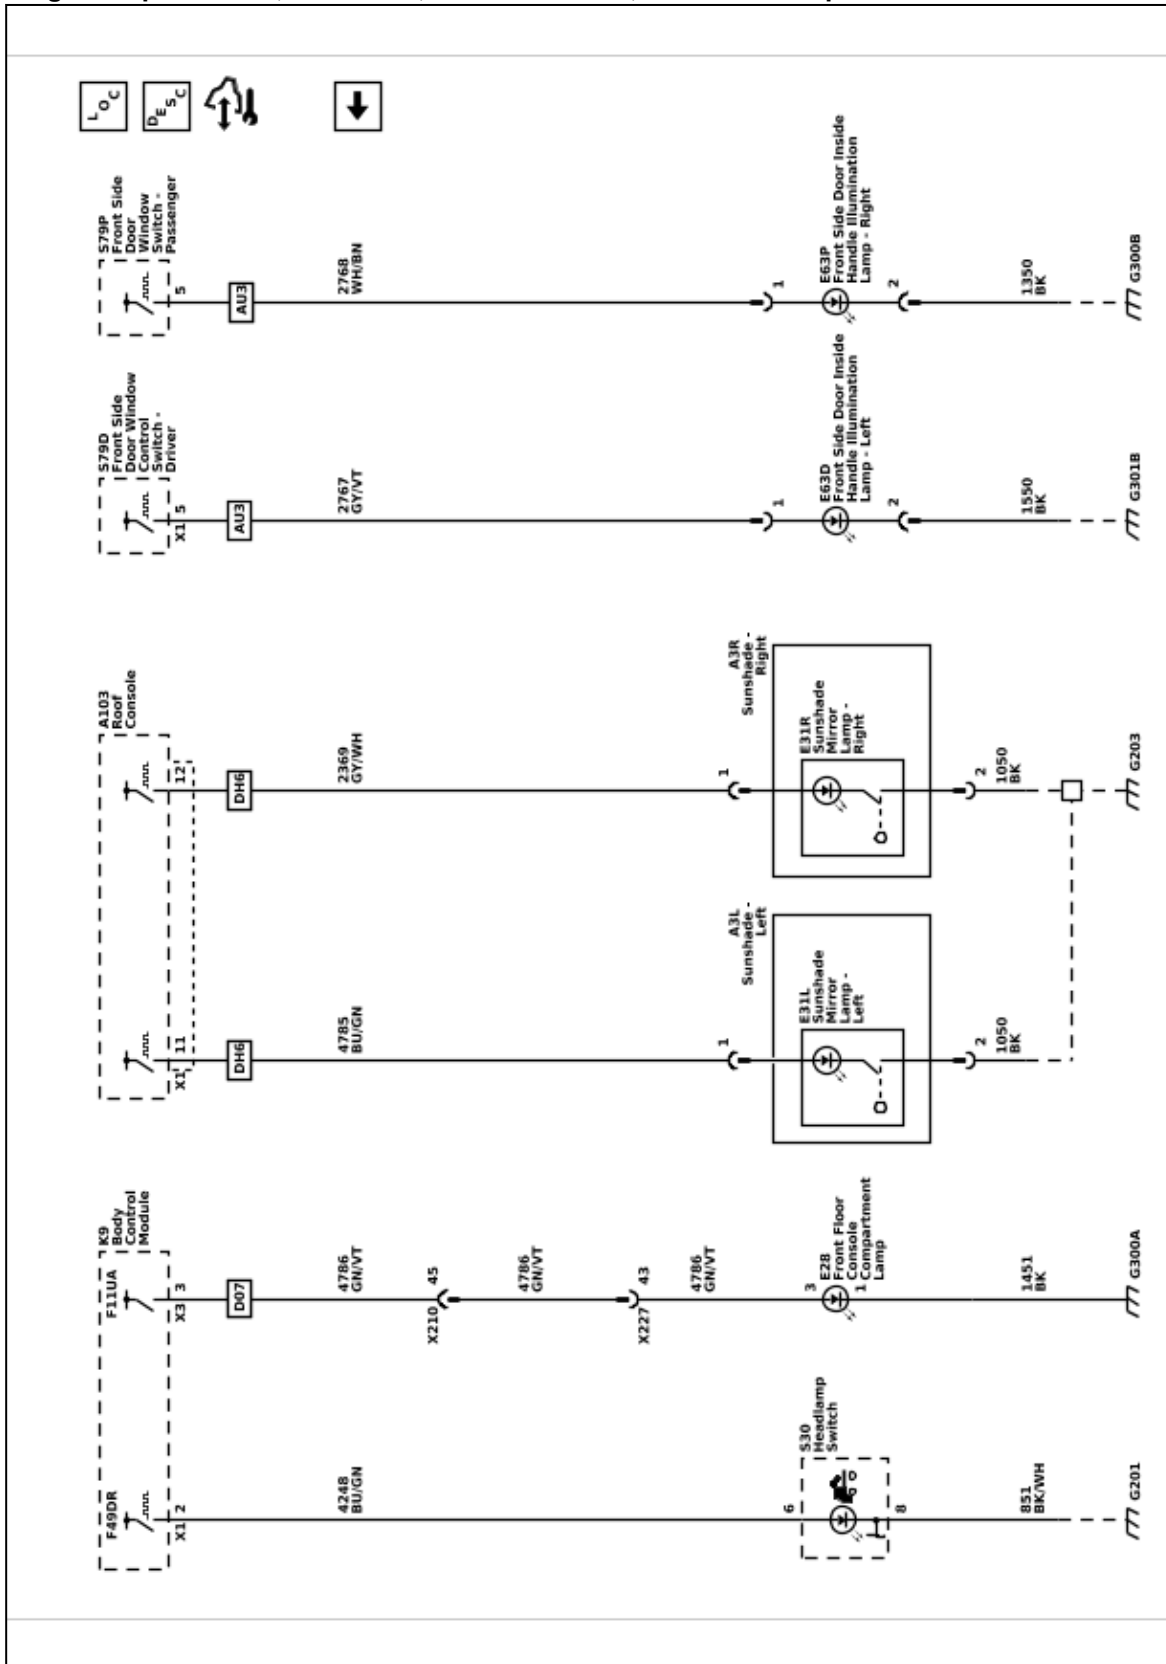 L O C
D E S C
K9
Body
Control
Module
F49DR
X1 2
4248
BU/GN
S30
Headlamp
Switch
6
8
851
BK/WH
G201
F11UA
X3 3
D07
4786
GN/VT
45
X210
4786
GN/VT
43
X227
4786
GN/VT
3
E28
Front Floor
Console
Compartment
Lamp
1
1451
BK
G300A
A103
Roof
Console
X1 11
DH6
4785
BU/GN
1
A3L
Sunshade -
Left
E31L
Sunshade
Mirror
Lamp -
Left
2
1050
BK
12
DH6
2369
GY/WH
1
A3R
Sunshade -
Right
E31R
Sunshade
Mirror
Lamp -
Right
2
1050
BK
G203
S79D
Front Side
Door Window
Control
Switch -
Driver
X1 5
AU3
2767
GY/VT
1
E63D
Front Side Door Inside
Handle Illumination
Lamp - Left
2
1550
BK
G301B
S79P
Front Side
Door
Window
Switch -
Passenger
5
AU3
2768
WH/BN
1
E63P
Front Side Door Inside
Handle Illumination
Lamp - Right
2
1350
BK
G300B